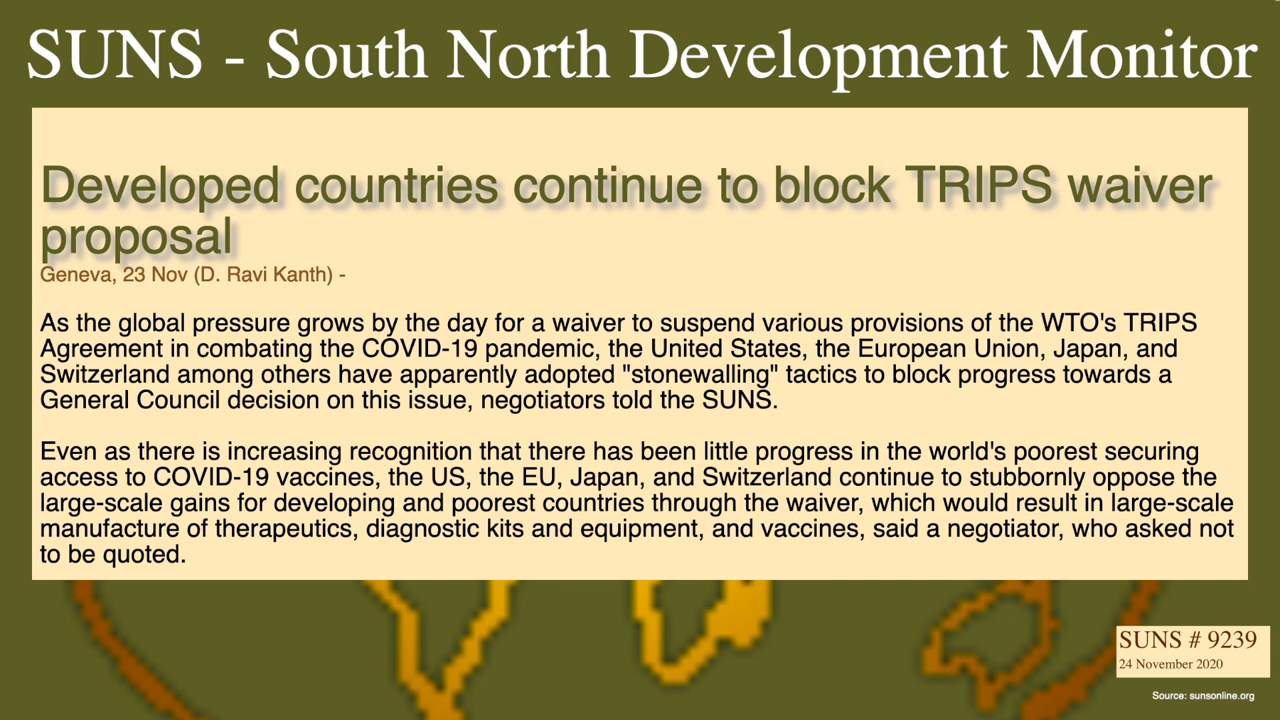 SUNS - South North Development Monitor
Developed countries continue to block TRIPS waiver
proposal
Geneva, 23 Nov (D. Ravi Kanth) -
As the global pressure grows by the day for a waiver to suspend various provisions of the WTO's TRIPS
Agreement in combating the COVID-19 pandemic, the United States, the European Union, Japan, and
Switzerland among others have apparently adopted "stonewalling" tactics to block progress towards a
General Council decision on this issue, negotiators told the SUNS.
Even as there is increasing recognition that there has been little progress in the world's poorest securing
access to COVID-19 vaccines, the US, the EU, Japan, and Switzerland continue to stubbornly oppose the
large-scale gains for developing and poorest countries through the waiver, which would result in large-scale
manufacture of therapeutics, diagnostic kits and equipment, and vaccines, said a negotiator, who asked not
to be quoted.
SUNS # 9239
24 November 2020
Source: sunsonline.org